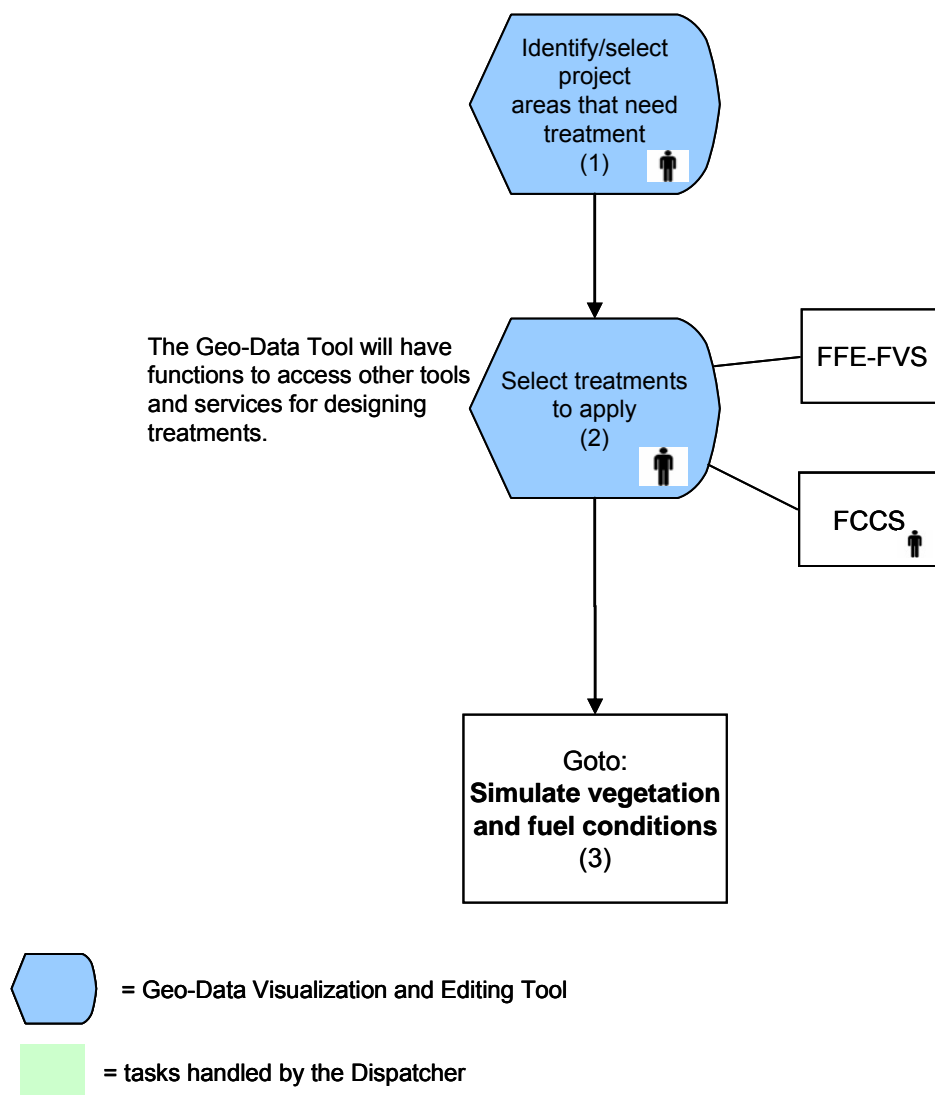 Identify/select
project
areas that need
treatment
(1)
The Geo-Data Tool will have
functions to access other tools
and services for designing
treatments.
Select treatments
to apply
(2)
FFE-FVS
FCCS
Goto:
Simulate vegetation
and fuel conditions
(3)
= Geo-Data Visualization and Editing Tool
= tasks handled by the Dispatcher